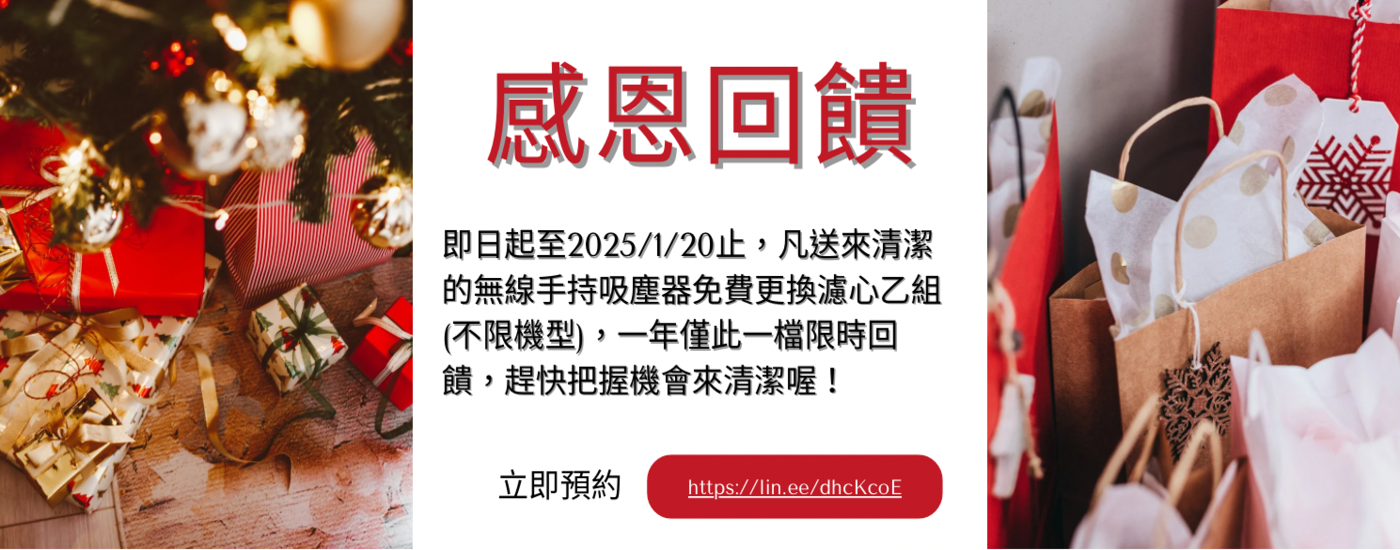 感恩回饋
即日起至2025/1/20止，凡送來清潔
的無線手持吸塵器免費更換濾心乙組
(不限機型)，一年僅此一檔限時回
饋，趕快把握機會來清潔喔！
立即預約 https://lin.ee/dhcKcoE